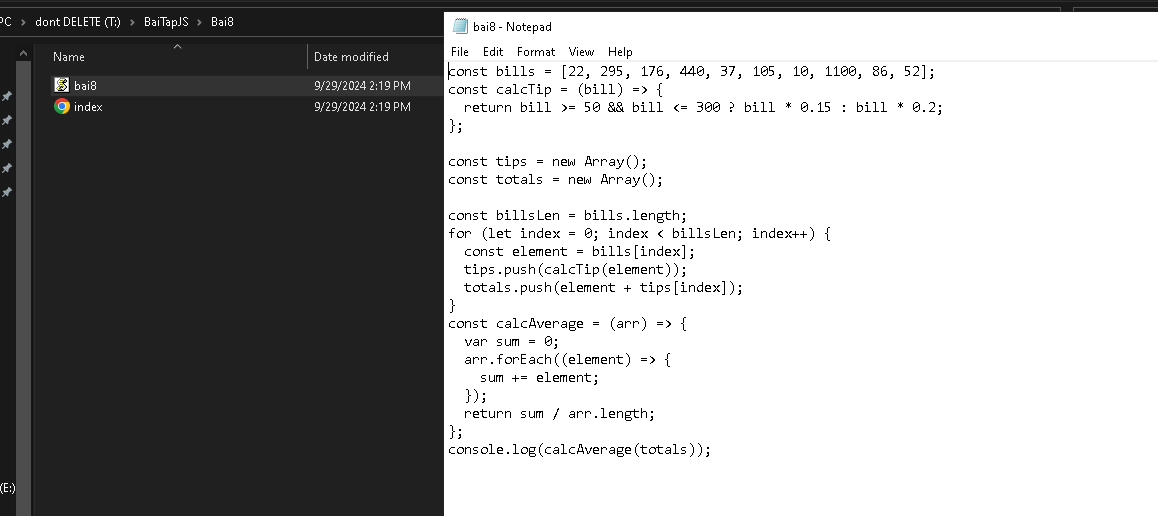 PC > dont DELETE (T:) > BaiTapJS > Bai8
Name
Date modified
bai8
9/29/2024 2:19 PM
index
9/29/2024 2:19 PM
(E:)
bai8 - Notepad
File Edit Format View Help
const bills = [22, 295, 176, 440, 37, 105, 10, 1100, 86, 52];
const calcTip = (bill) => {
  return bill >= 50 && bill <= 300 ? bill * 0.15 : bill * 0.2;
};
const tips = new Array();
const totals = new Array();
const billsLen = bills.length;
for (let index = 0; index < billsLen; index++) {
  const element = bills[index];
  tips.push(calcTip(element));
  totals.push(element + tips[index]);
}
const calcAverage = (arr) => {
  var sum = 0;
  arr.forEach((element) => {
    sum += element;
  });
  return sum / arr.length;
};
console.log(calcAverage(totals));